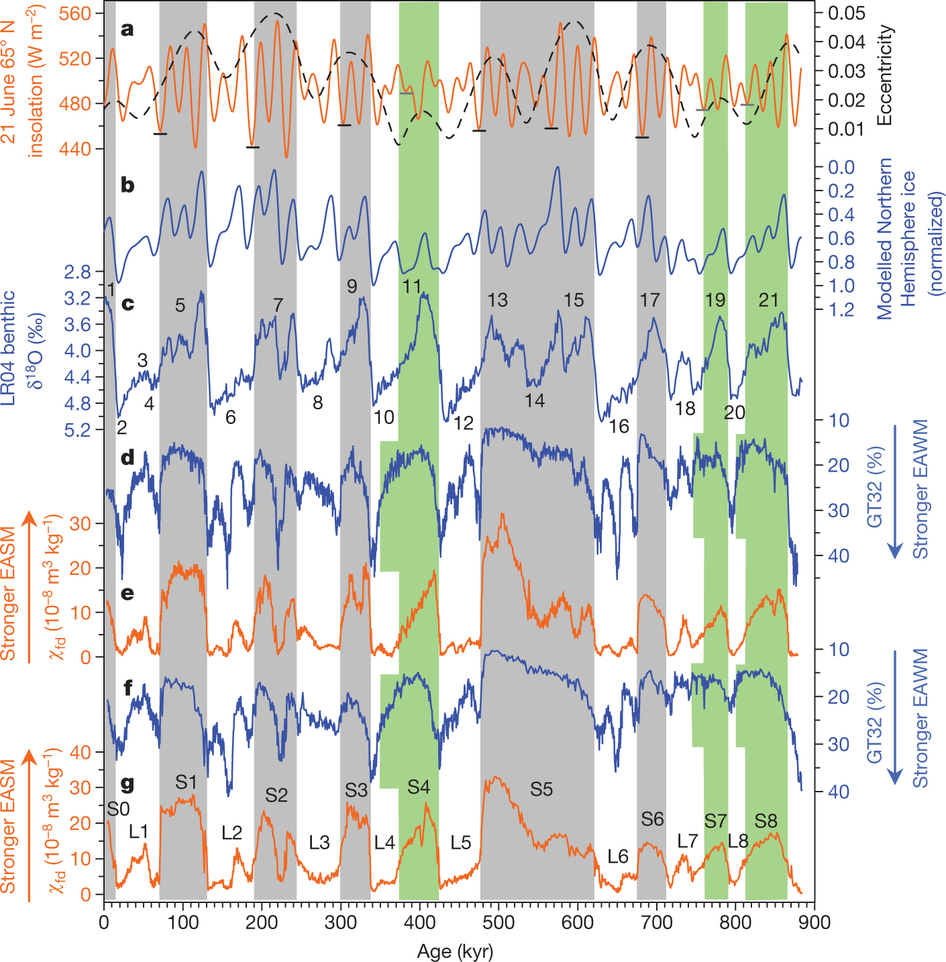 a
21 June 65° N
insolation (W m⁻²)
560
520
480
440
0.05
0.04
0.03
0.02
0.01
Eccentricity
b
0.0
0.2
0.4
0.6
0.8
1.0
1.2
Modelled Northern
Hemisphere ice
(normalized)
c
LR04 benthic
δ¹⁸O (‰)
2.8
3.2
3.6
4.0
4.4
4.8
5.2
1
2
3
4
5
6
7
8
9
10
11
12
13
14
15
16
17
18
19
20
21
d
10
20
30
40
GT32 (%)
Stronger EAWM
e
Stronger EASM
χfd (10⁻⁸ m³ kg⁻¹)
30
20
10
0
f
10
20
30
40
GT32 (%)
Stronger EAWM
g
Stronger EASM
χfd (10⁻⁸ m³ kg⁻¹)
40
30
20
10
0
S0
L1
S1
L2
S2
L3
S3
L4
S4
L5
S5
L6
S6
L7
S7
L8
S8
0 100 200 300 400 500 600 700 800 900
Age (kyr)